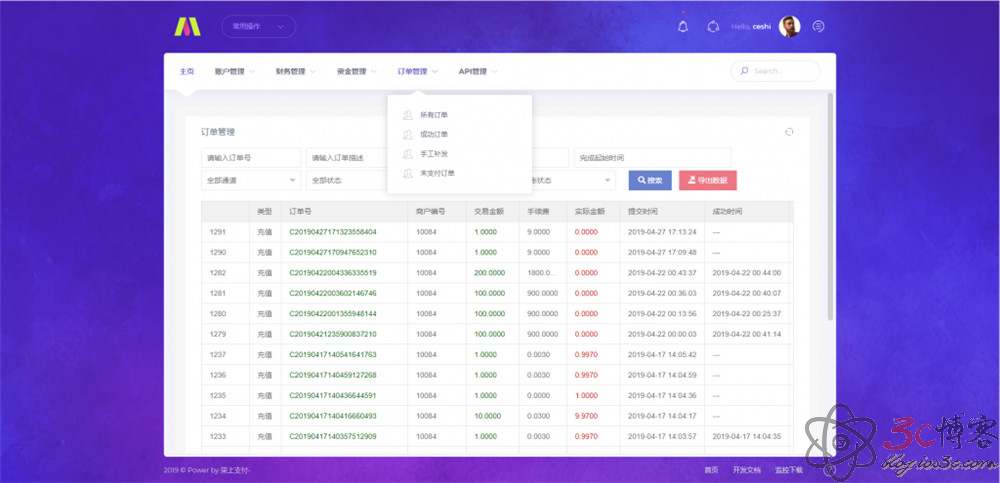 常用操作
Hello, ceshi
主页 账户管理 财务管理 资金管理 订单管理 API管理 Search...
所有订单
成功订单
手工补发
未支付订单
订单管理
请输入订单号 请输入订单描述 完成起始时间
全部通道 全部状态 账状态 搜索 导出数据
类型 订单号 商户编号 交易金额 手续费 实际金额 提交时间 成功时间
1291 充值 C20190427171323558404 10084 1.0000 9.0000 0.0000 2019-04-27 17:13:24 ---
1290 充值 C20190427170947652310 10084 1.0000 9.0000 0.0000 2019-04-27 17:09:48 ---
1282 充值 C20190422004336335519 10084 200.0000 1800.0... 0.0000 2019-04-22 00:43:37 2019-04-22 00:44:00
1281 充值 C20190422003602146746 10084 100.0000 900.0000 0.0000 2019-04-22 00:36:03 2019-04-22 00:40:07
1280 充值 C20190422001355948144 10084 100.0000 900.0000 0.0000 2019-04-22 00:13:56 2019-04-22 00:25:37
1279 充值 C20190421235900837210 10084 100.0000 900.0000 0.0000 2019-04-22 00:00:03 2019-04-22 00:41:14
1237 充值 C20190417140541641763 10084 1.0000 0.0030 0.9970 2019-04-17 14:05:42 ---
1236 充值 C20190417140459127268 10084 1.0000 0.0030 0.9970 2019-04-17 14:04:59 ---
1235 充值 C20190417140436644591 10084 1.0000 0.0000 1.0000 2019-04-17 14:04:36 ---
1234 充值 C20190417140416660493 10084 10.0000 0.0300 9.9700 2019-04-17 14:04:17 ---
1233 充值 C20190417140357512909 10084 1.0000 0.0030 0.9970 2019-04-17 14:03:57 2019-04-17 14:04:35
3c博客
blog.ios3c.com
2019 © Power by 荣上支付-
首页 开发文档 监控下载